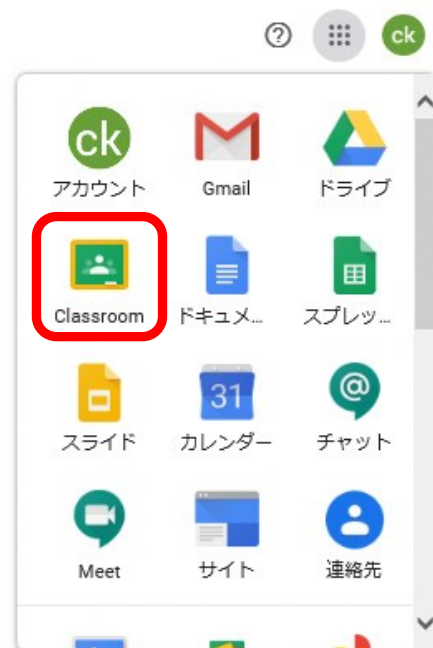 ck
ck
アカウント Gmail ドライブ
Classroom ドキュメ... スプレッ...
31 @
スライド カレンダー チャット
Meet サイト 連絡先